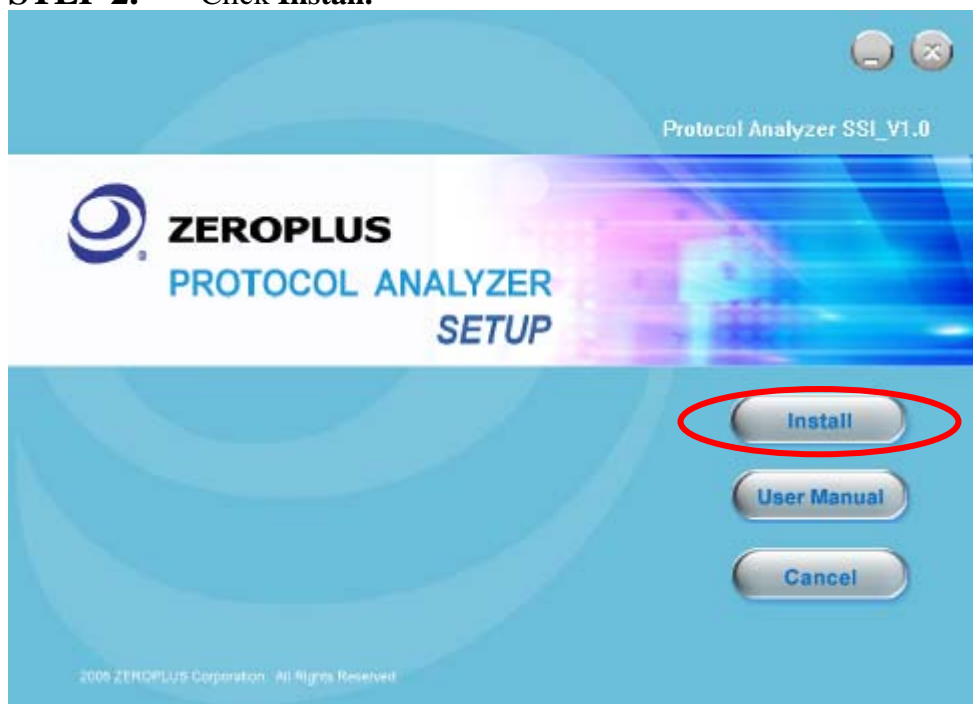 STEP 2. Click Install.
Protocol Analyzer SSI_V1.0
ZEROPLUS
PROTOCOL ANALYZER
SETUP
Install
User Manual
Cancel
ZEROPLUS Corporation. All Rights Reserved